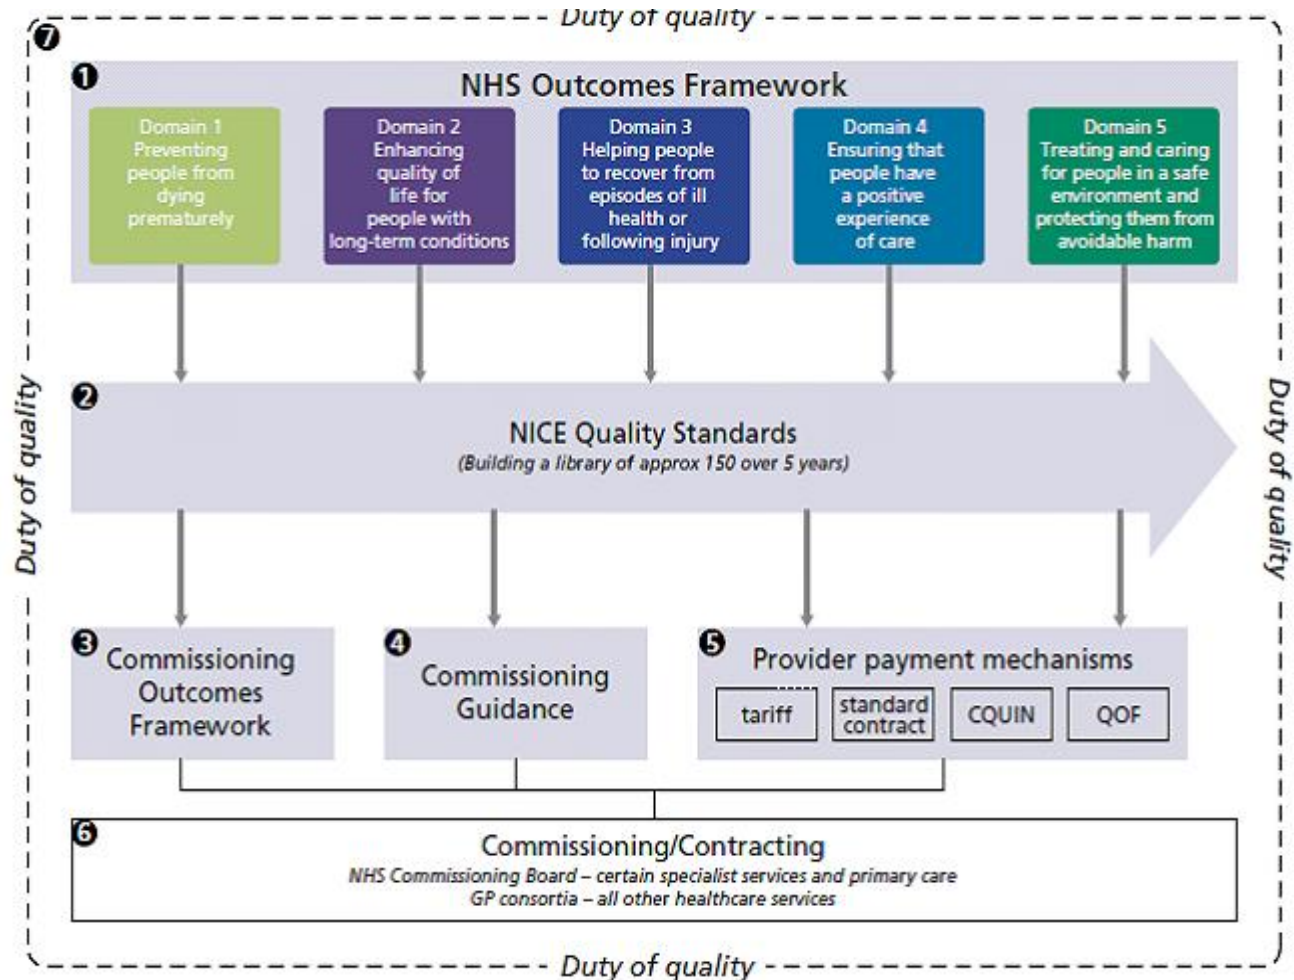 Duty of quality
7
1
NHS Outcomes Framework
Domain 1
Preventing
people from
dying
prematurely
Domain 2
Enhancing
quality of
life for
people with
long-term conditions
Domain 3
Helping people
to recover from
episodes of ill
health or
following injury
Domain 4
Ensuring that
people have
a positive
experience
of care
Domain 5
Treating and caring
for people in a safe
environment and
protecting them from
avoidable harm
Duty of quality
Duty of quality
2
NICE Quality Standards
(Building a library of approx 150 over 5 years)
3
Commissioning
Outcomes
Framework
4
Commissioning
Guidance
5
Provider payment mechanisms
tariff
standard
contract
CQUIN
QOF
6
Commissioning/Contracting
NHS Commissioning Board – certain specialist services and primary care
GP consortia – all other healthcare services
Duty of quality